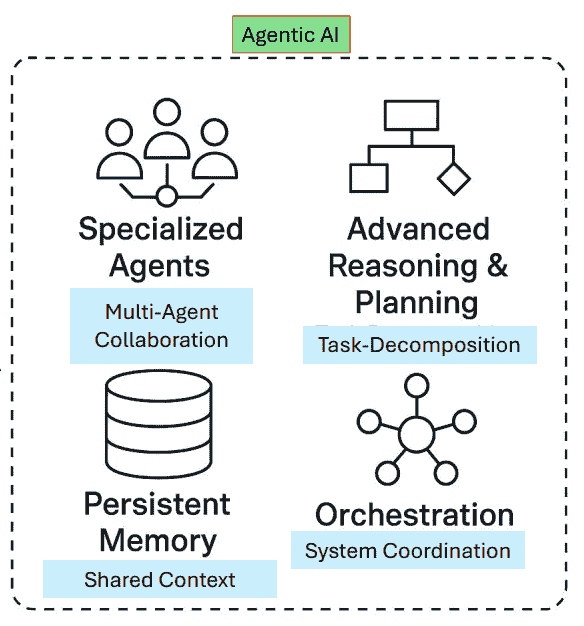 Agentic AI
Specialized
Agents
Multi-Agent
Collaboration
Advanced
Reasoning &
Planning
Task-Decomposition
Persistent
Memory
Shared Context
Orchestration
System Coordination